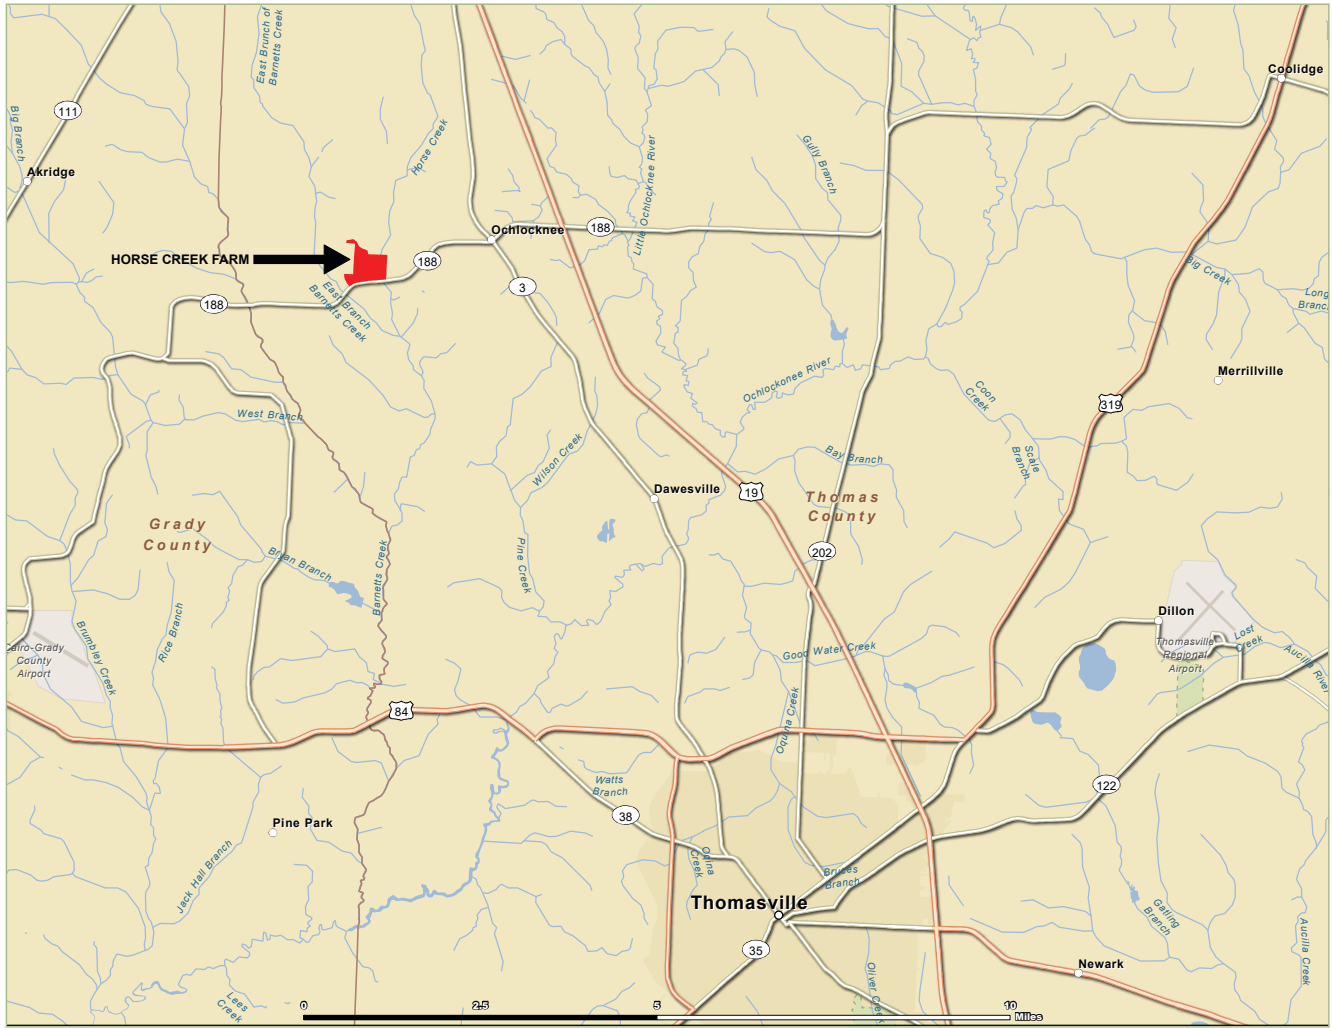 East Brunch of
Barnetts Creek
Coolidge
111
Big Branch
Horse Creek
Little Ochlocknee River
Gully Branch
Akridge
Ochlocknee
188
HORSE CREEK FARM
188
Big Creek
3
East Branch
Barnetts Creek
188
Long
Branc
Ochlockonee River
Merrillville
Coon
Creek
319
West Branch
Wilson Creek
Bay Branch
Scale
Branch
Dawesville
19
Thomas
County
Grady
County
202
Bryan Branch
Barnetts Creek
Pine Creek
Dillon
Rice Branch
Brumbley Creek
Cairo-Grady
County
Airport
Good Water Creek
Thomasville
Regional
Airport
Lost
Creek
Aucilla River
84
Oquina Creek
Watts
Branch
122
38
Pine Park
Jack Hall Branch
Creek
Bruces
Branch
Thomasville
Gatling
Branch
35
Aucilla Creek
Newark
Oliver Creek
Lees
Creek
0
2.5
5
10
Miles